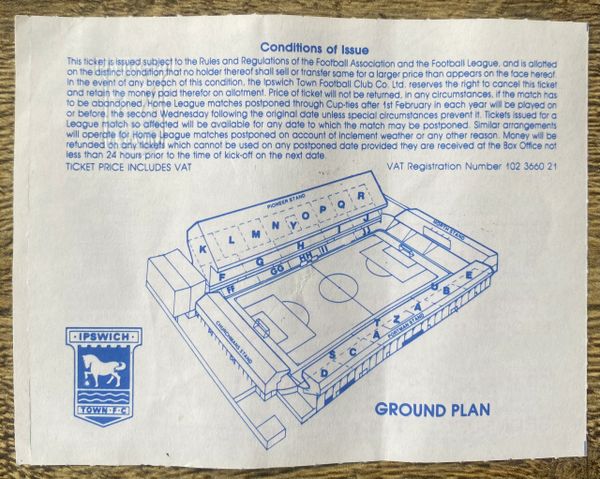 Conditions of Issue
This ticket is issued subject to the Rules and Regulations of the Football Association and the Football League, and is allotted
on the distinct condition that no holder thereof shall sell or transfer same for a larger price than appears on the face hereof.
In the event of any breach of this condition, the Ipswich Town Football Club Co. Ltd. reserves the right to cancel this ticket
and retain the money paid therefor on allotment. Price of ticket will not be returned, in any circumstances, if the match has
to be abandoned. Home League matches postponed through Cup-ties after 1st February in each year will be played on
or before the second Wednesday following the original date unless special circumstances prevent it. Tickets issued for a
League match so affected will be available for any date to which the match may be postponed. Similar arrangements
will operate for Home League matches postponed on account of inclement weather or any other reason. Money will be
refunded on any tickets which cannot be used on any postponed date provided they are received at the Box Office not
less than 24 hours prior to the time of kick-off on the next date.
TICKET PRICE INCLUDES VAT VAT Registration Number 102 3660 21
PIONEER STAND
K L M N Y O P Q R
F G H I J
FF GG HH III JJ
NORTH STAND
CHURCHMANS STAND
S T Z U B E
D C A
PORTMAN STAND
IPSWICH
TOWN F.C
GROUND PLAN